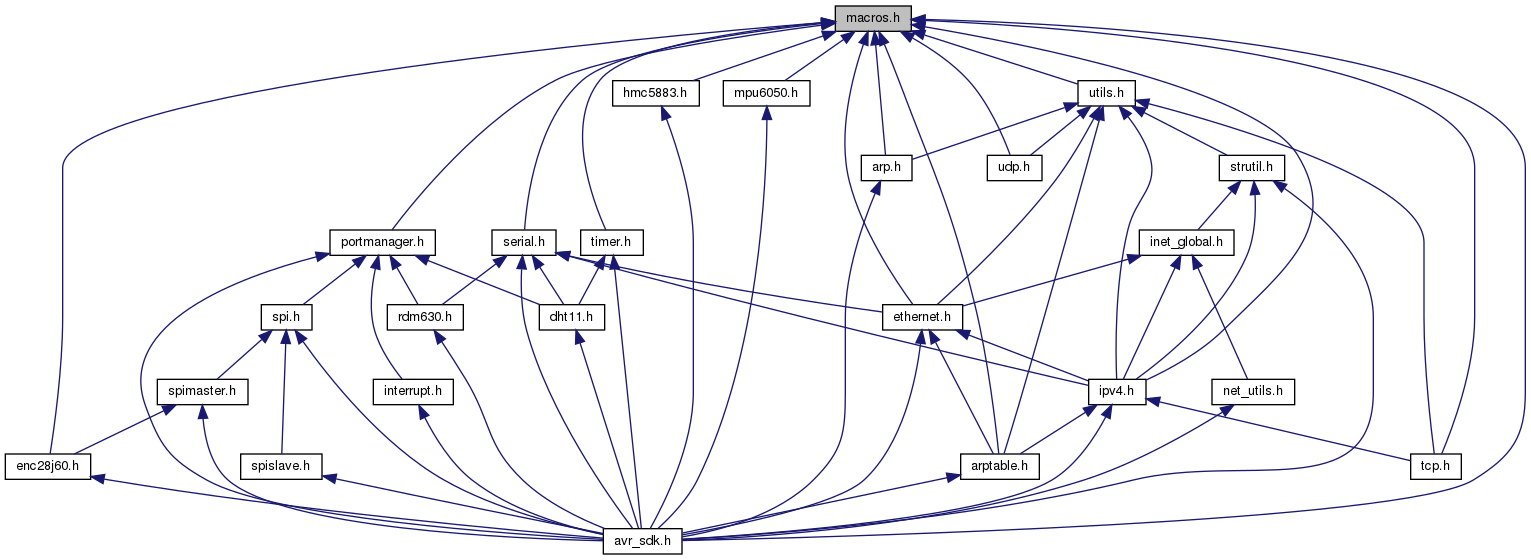 macros.h
hmc5883.h
mpu6050.h
utils.h
arp.h
udp.h
strutil.h
portmanager.h
serial.h
timer.h
inet_global.h
spi.h
rdm630.h
dht11.h
ethernet.h
spimaster.h
interrupt.h
ipv4.h
net_utils.h
enc28j60.h
spislave.h
arptable.h
tcp.h
avr_sdk.h